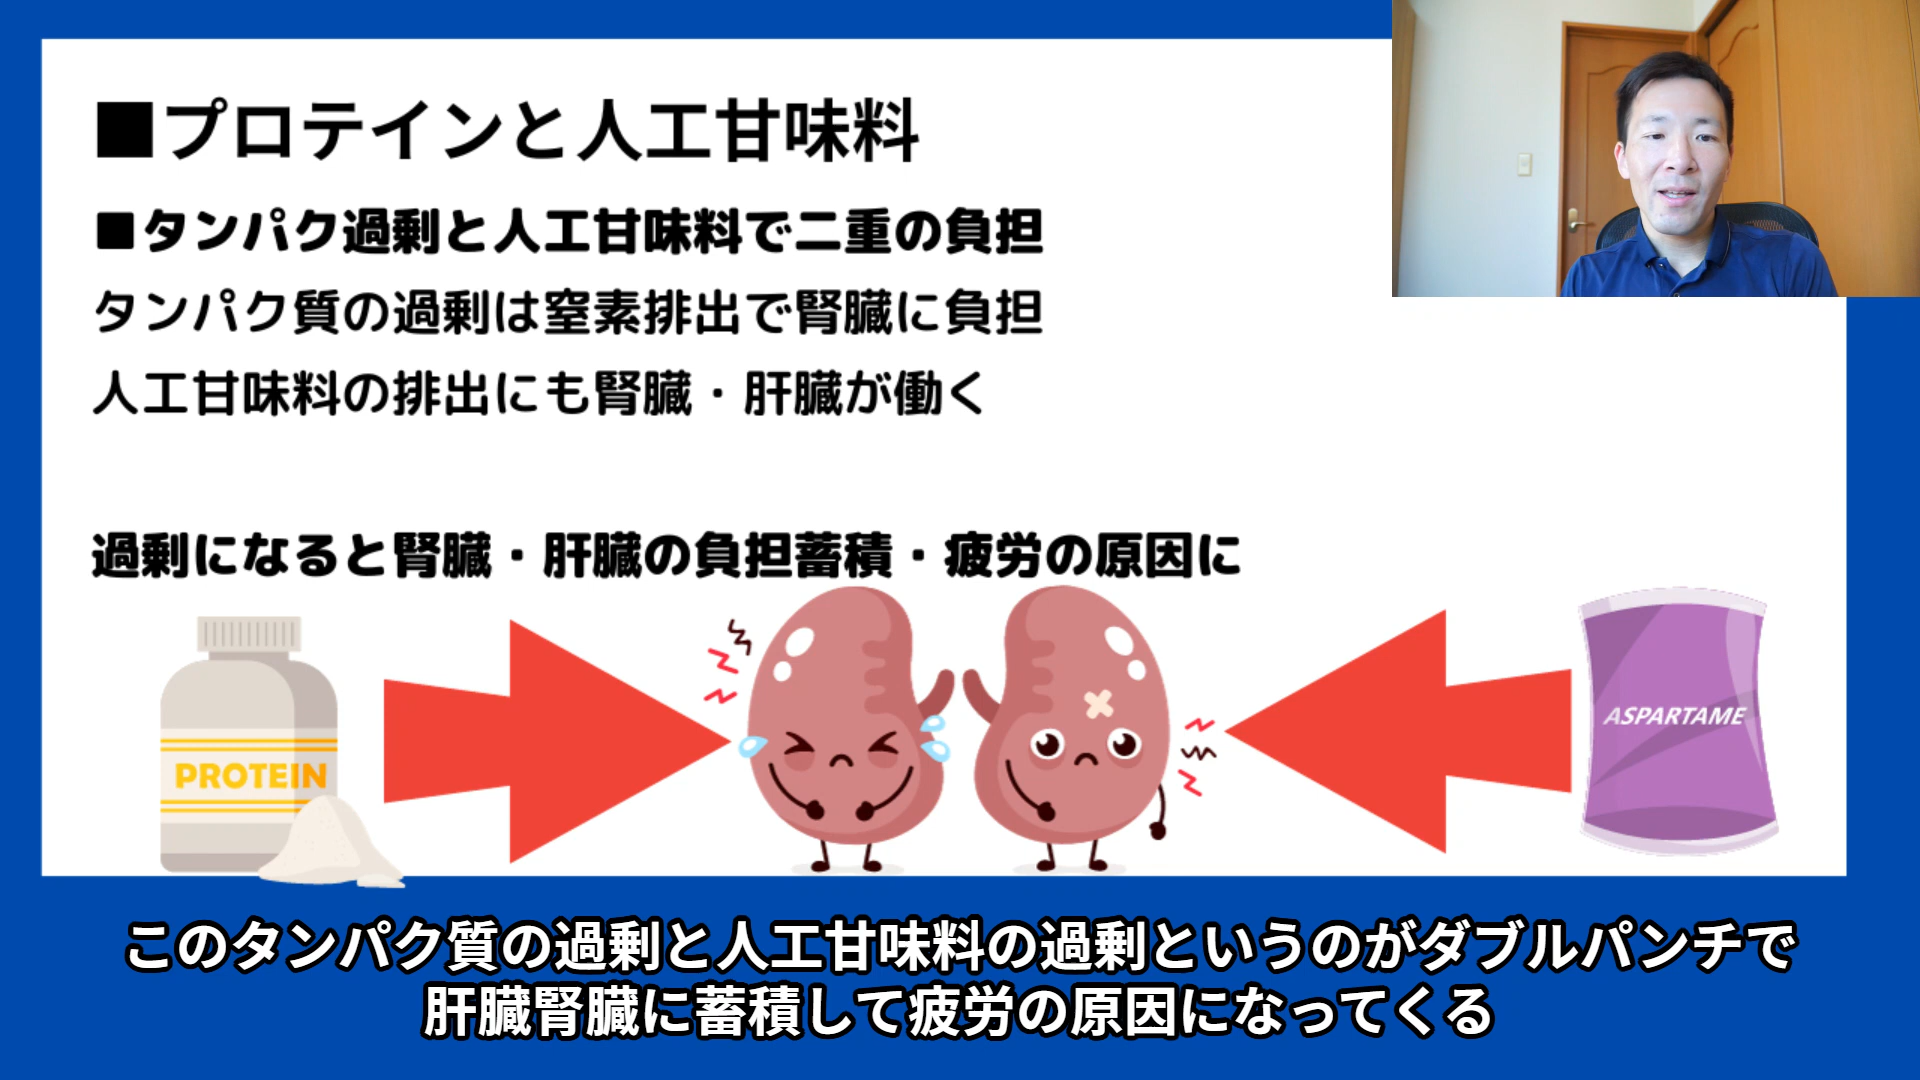 ■プロテインと人工甘味料
■タンパク過剰と人工甘味料で二重の負担
タンパク質の過剰は窒素排出で腎臓に負担
人工甘味料の排出にも腎臓・肝臓が働く
過剰になると腎臓・肝臓の負担蓄積・疲労の原因に
PROTEIN
ASPARTAME
このタンパク質の過剰と人工甘味料の過剰というのがダブルパンチで
肝臓腎臓に蓄積して疲労の原因になってくる